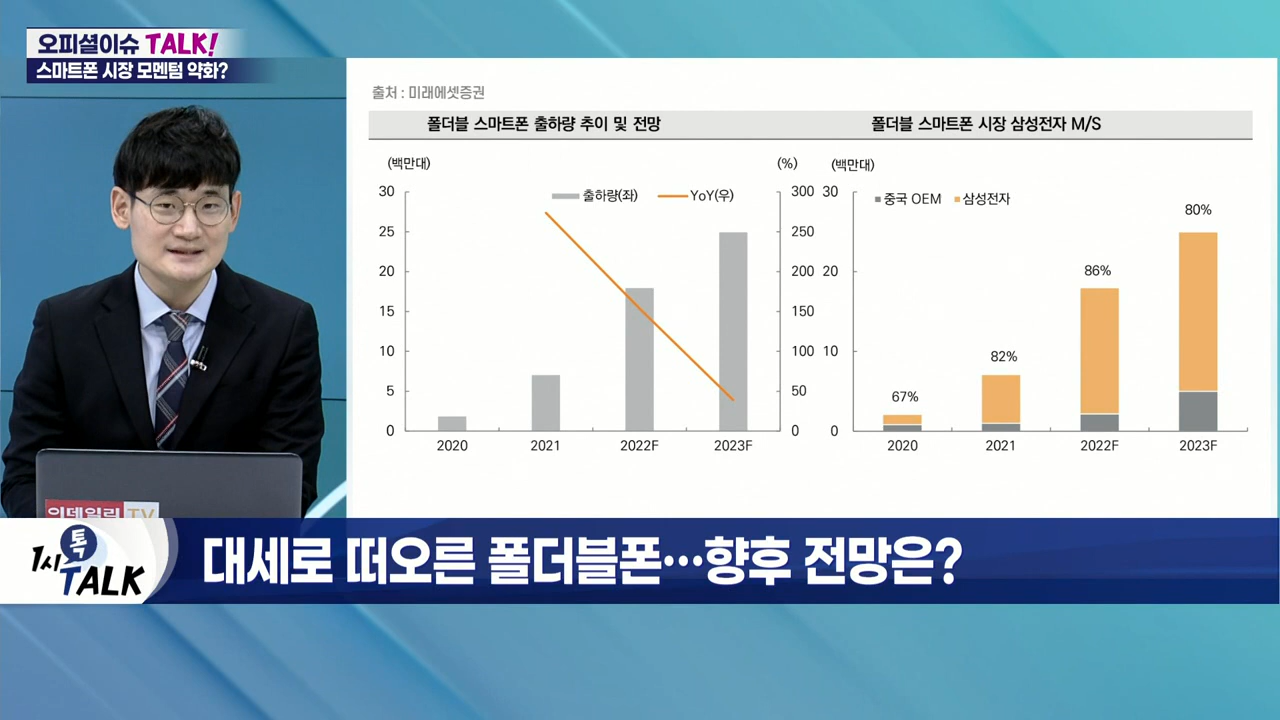 오피셜이슈 TALK!
스마트폰 시장 모멘텀 약화?
출처 : 미래에셋증권
폴더블 스마트폰 출하량 추이 및 전망
(백만대)
(%)
출하량(좌)
YoY(우)
30
25
20
15
10
5
0
300
250
200
150
100
50
0
2020
2021
2022F
2023F
폴더블 스마트폰 시장 삼성전자 M/S
(백만대)
중국 OEM
삼성전자
30
20
10
0
67%
82%
86%
80%
2020
2021
2022F
2023F
이데일리 TV
1시 톡 TALK
대세로 떠오른 폴더블폰…향후 전망은?